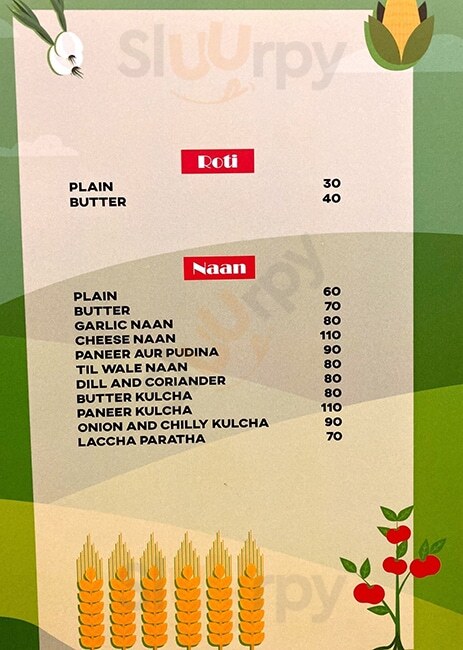 Sluurpy
Roti
PLAIN 30
BUTTER 40
Naan
PLAIN 60
BUTTER 70
GARLIC NAAN 80
CHEESE NAAN 110
PANEER AUR PUDINA 90
TIL WALE NAAN 80
DILL AND CORIANDER 80
BUTTER KULCHA 80
PANEER KULCHA 110
ONION AND CHILLY KULCHA 90
LACCHA PARATHA 70